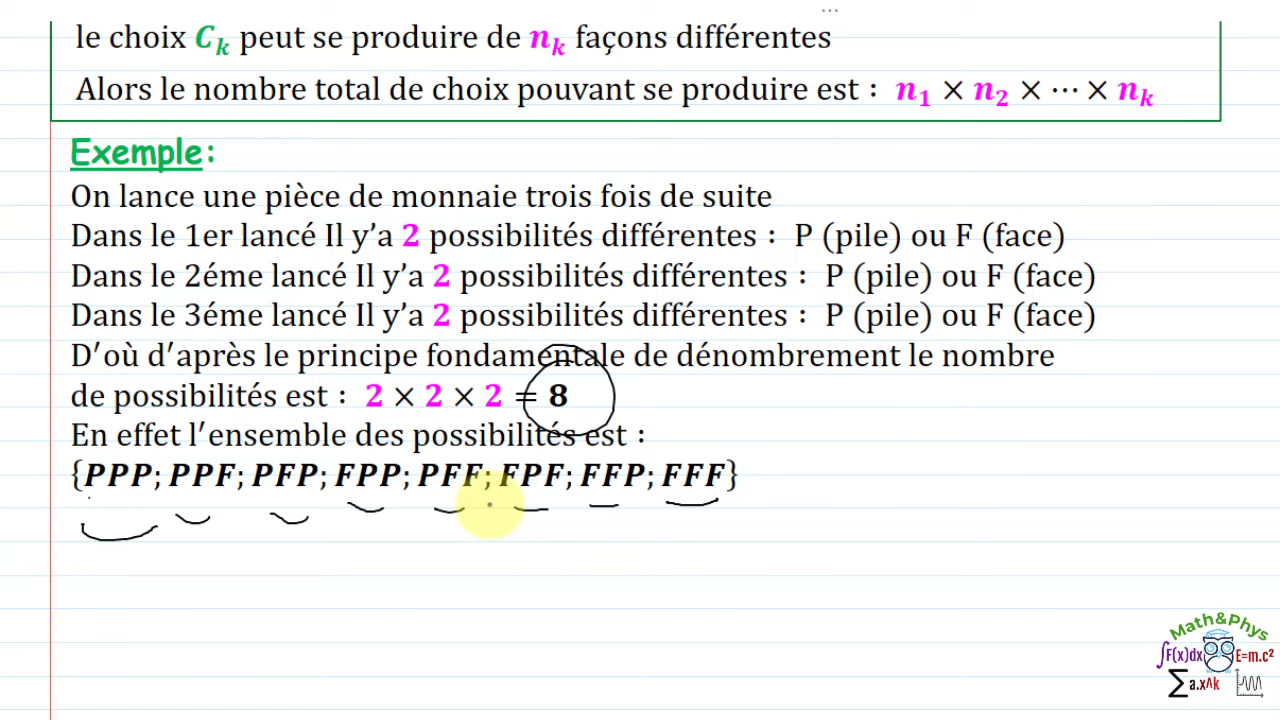 ...
le choix Cₖ peut se produire de nₖ façons différentes
Alors le nombre total de choix pouvant se produire est : n₁ × n₂ × ⋯ × nₖ
Exemple:
On lance une pièce de monnaie trois fois de suite
Dans le 1er lancé Il y’a 2 possibilités différentes : P (pile) ou F (face)
Dans le 2éme lancé Il y’a 2 possibilités différentes : P (pile) ou F (face)
Dans le 3éme lancé Il y’a 2 possibilités différentes : P (pile) ou F (face)
D′où d′après le principe fondamentale de dénombrement le nombre
de possibilités est : 2 × 2 × 2 = 8
En effet l′ensemble des possibilités est :
{PPP; PPF; PFP; FPP; PFF; FPF; FFP; FFF}
Math&Phys
∫F(x)dx E=m.c²
∑ a.x^k